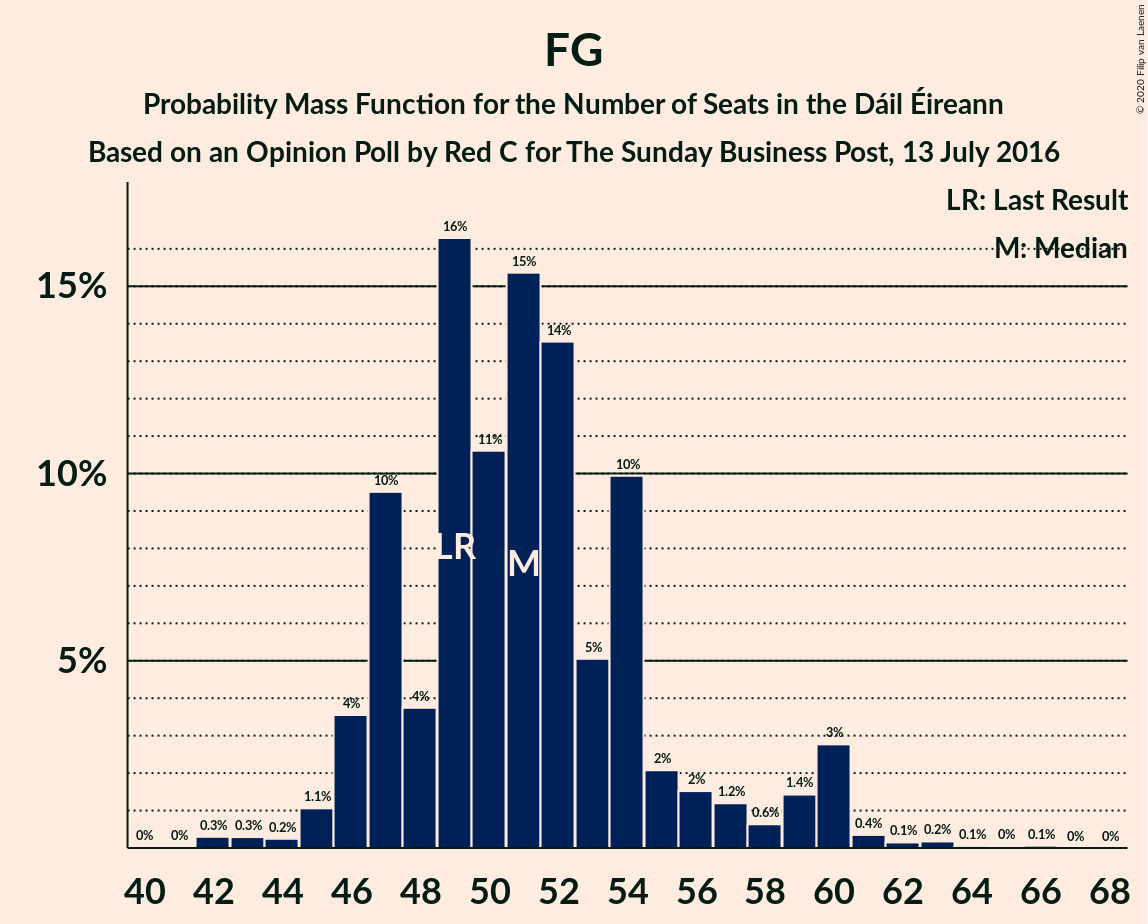 © 2020 Filip van Laenen
FG
Probability Mass Function for the Number of Seats in the Dáil Éireann
Based on an Opinion Poll by Red C for The Sunday Business Post, 13 July 2016
LR: Last Result
M: Median
15%
10%
5%
0% 0% 0.3% 0.3% 0.2% 1.1% 4% 10% 4% 16% 11% 15% 14% 5% 10% 2% 2% 1.2% 0.6% 1.4% 3% 0.4% 0.1% 0.2% 0.1% 0% 0.1% 0% 0%
LR
M
40 42 44 46 48 50 52 54 56 58 60 62 64 66 68